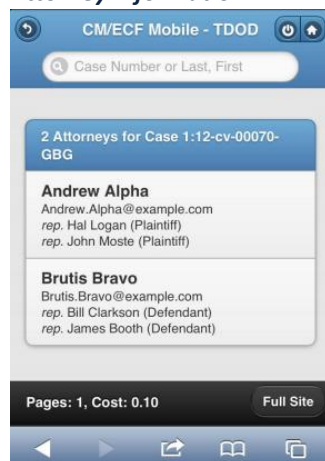 CM/ECF Mobile - TDOD
Case Number or Last, First
2 Attorneys for Case 1:12-cv-00070-
GBG
Andrew Alpha
Andrew.Alpha@example.com
rep. Hal Logan (Plaintiff)
rep. John Moste (Plaintiff)
Brutis Bravo
Brutis.Bravo@example.com
rep. Bill Clarkson (Defendant)
rep. James Booth (Defendant)
Pages: 1, Cost: 0.10
Full Site